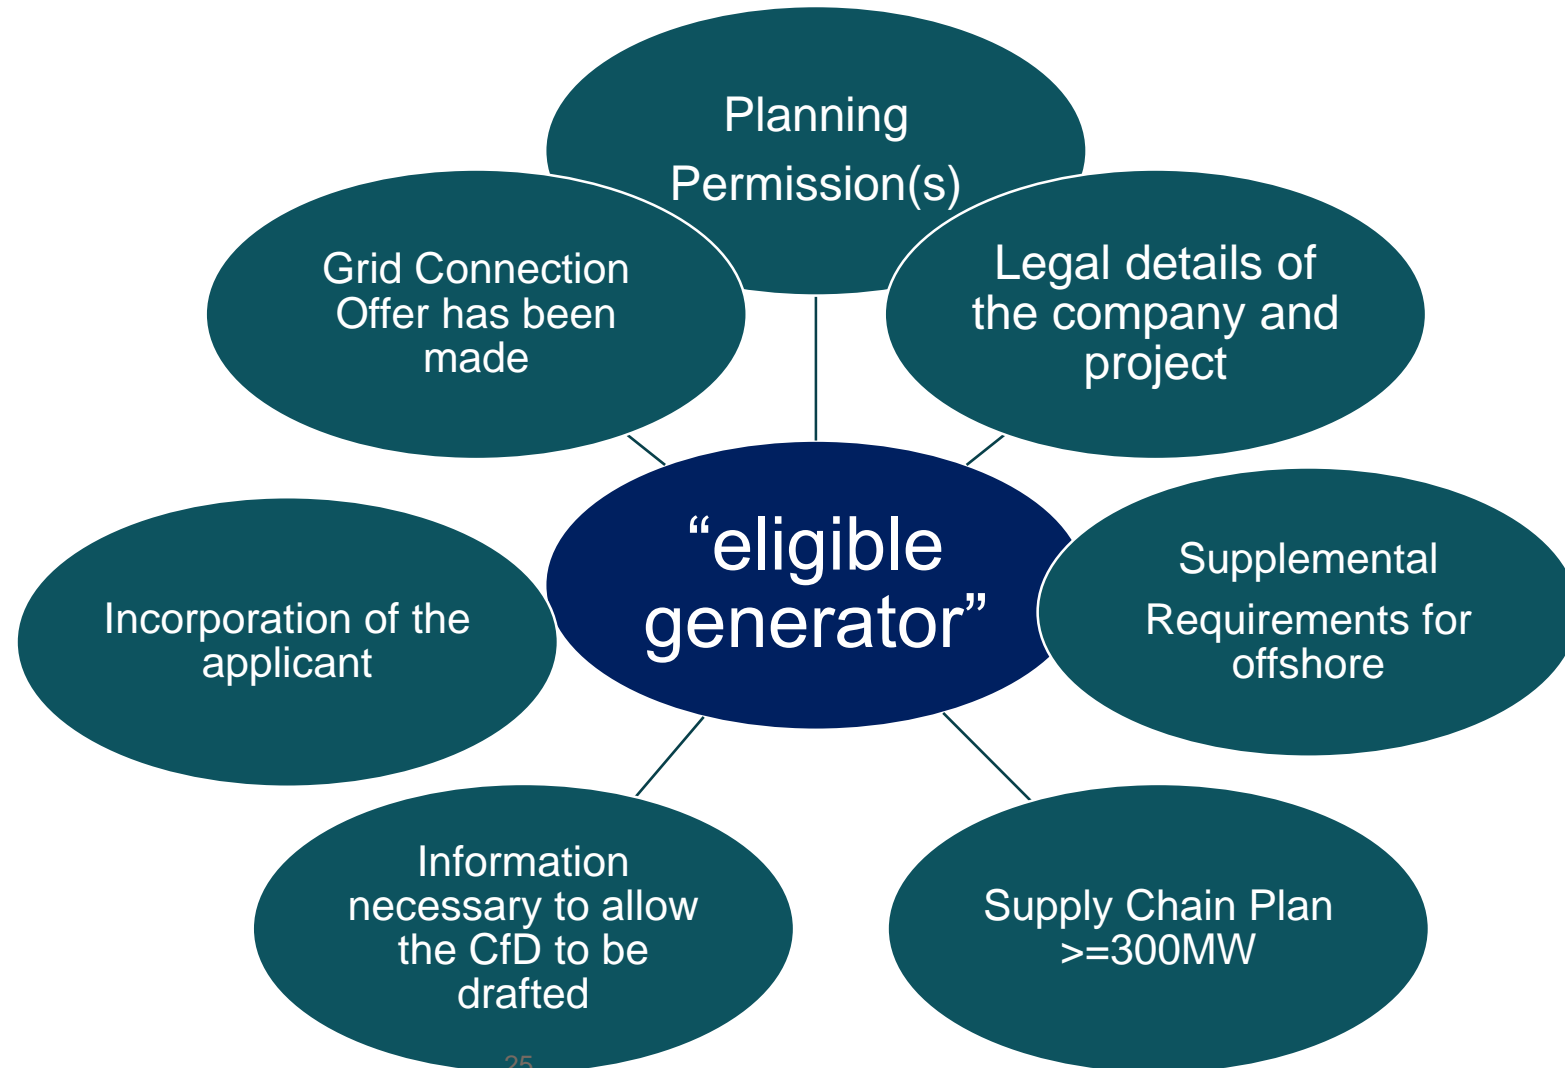 Planning
Permission(s)
Grid Connection
Offer has been
made
Legal details of
the company and
project
“eligible
generator”
Supplemental
Requirements for
offshore
Incorporation of the
applicant
Information
necessary to allow
the CfD to be
drafted
Supply Chain Plan
>=300MW
25